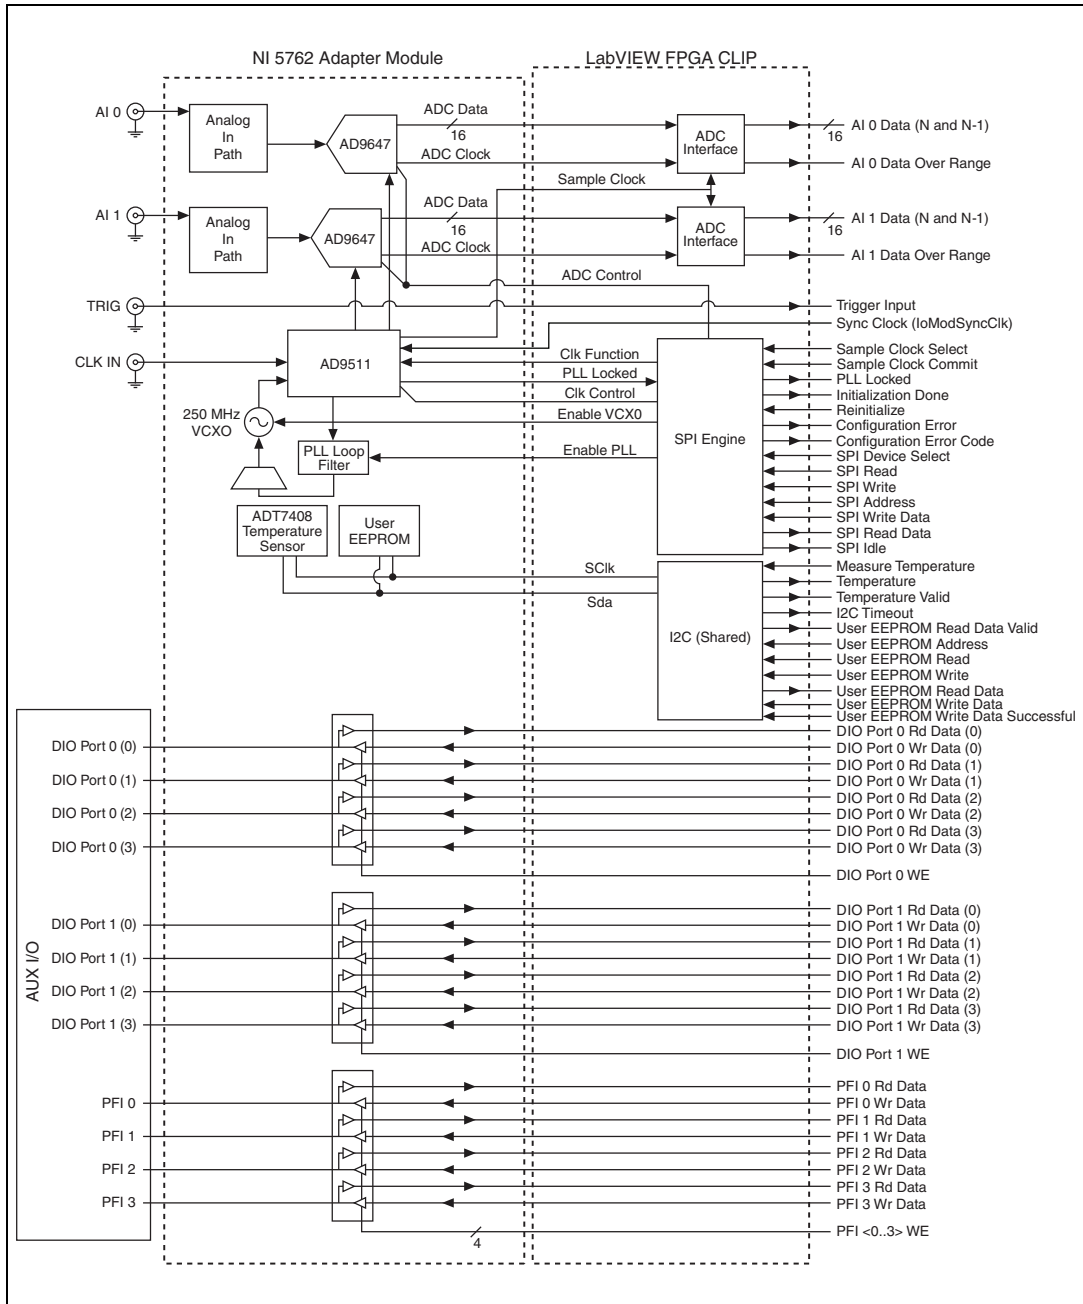 NI 5762 Adapter Module
LabVIEW FPGA CLIP
AI 0
Analog
In
Path
AD9647
ADC Data
16
ADC Clock
ADC
Interface
16
AI 0 Data (N and N-1)
AI 0 Data Over Range
Sample Clock
AI 1
Analog
In
Path
AD9647
ADC Data
16
ADC Clock
ADC
Interface
16
AI 1 Data (N and N-1)
AI 1 Data Over Range
ADC Control
TRIG
Trigger Input
Sync Clock (IoModSyncClk)
CLK IN
AD9511
Clk Function
PLL Locked
Clk Control
Enable VCX0
Enable PLL
250 MHz
VCXO
PLL Loop
Filter
SPI Engine
Sample Clock Select
Sample Clock Commit
PLL Locked
Initialization Done
Reinitialize
Configuration Error
Configuration Error Code
SPI Device Select
SPI Read
SPI Write
SPI Address
SPI Write Data
SPI Read Data
SPI Idle
ADT7408
Temperature
Sensor
User
EEPROM
SClk
Sda
I2C (Shared)
Measure Temperature
Temperature
Temperature Valid
I2C Timeout
User EEPROM Read Data Valid
User EEPROM Address
User EEPROM Read
User EEPROM Write
User EEPROM Read Data
User EEPROM Write Data
User EEPROM Write Data Successful
AUX I/O
DIO Port 0 (0)
DIO Port 0 (1)
DIO Port 0 (2)
DIO Port 0 (3)
DIO Port 0 Rd Data (0)
DIO Port 0 Wr Data (0)
DIO Port 0 Rd Data (1)
DIO Port 0 Wr Data (1)
DIO Port 0 Rd Data (2)
DIO Port 0 Wr Data (2)
DIO Port 0 Rd Data (3)
DIO Port 0 Wr Data (3)
DIO Port 0 WE
DIO Port 1 (0)
DIO Port 1 (1)
DIO Port 1 (2)
DIO Port 1 (3)
DIO Port 1 Rd Data (0)
DIO Port 1 Wr Data (0)
DIO Port 1 Rd Data (1)
DIO Port 1 Wr Data (1)
DIO Port 1 Rd Data (2)
DIO Port 1 Wr Data (2)
DIO Port 1 Rd Data (3)
DIO Port 1 Wr Data (3)
DIO Port 1 WE
PFI 0
PFI 1
PFI 2
PFI 3
PFI 0 Rd Data
PFI 0 Wr Data
PFI 1 Rd Data
PFI 1 Wr Data
PFI 2 Rd Data
PFI 2 Wr Data
PFI 3 Rd Data
PFI 3 Wr Data
4
PFI <0..3> WE